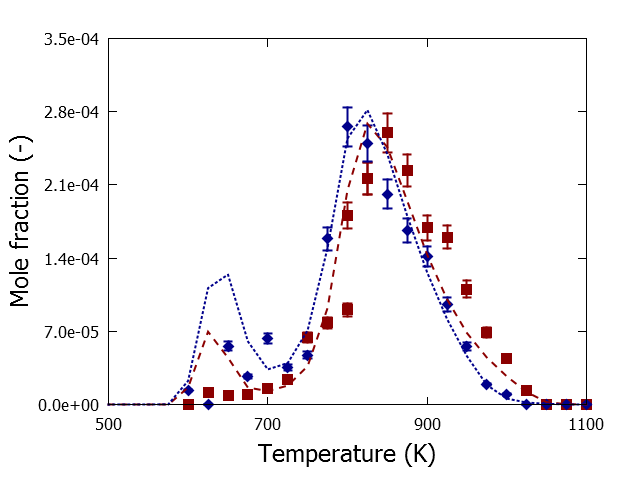 3.5e-04
2.8e-04
2.1e-04
1.4e-04
7.0e-05
0.0e+00
Mole fraction (-)
500 700 900 1100
Temperature (K)